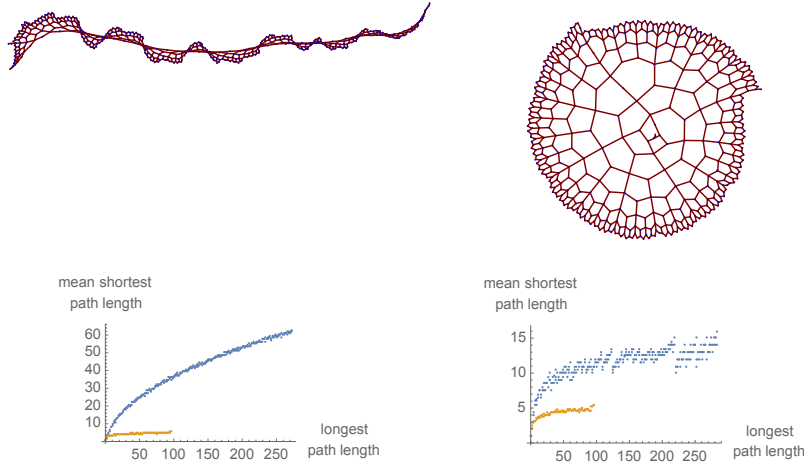 mean shortest
path length
60
50
40
30
20
10
50 100 150 200 250
longest
path length
mean shortest
path length
15
10
5
50 100 150 200 250
longest
path length